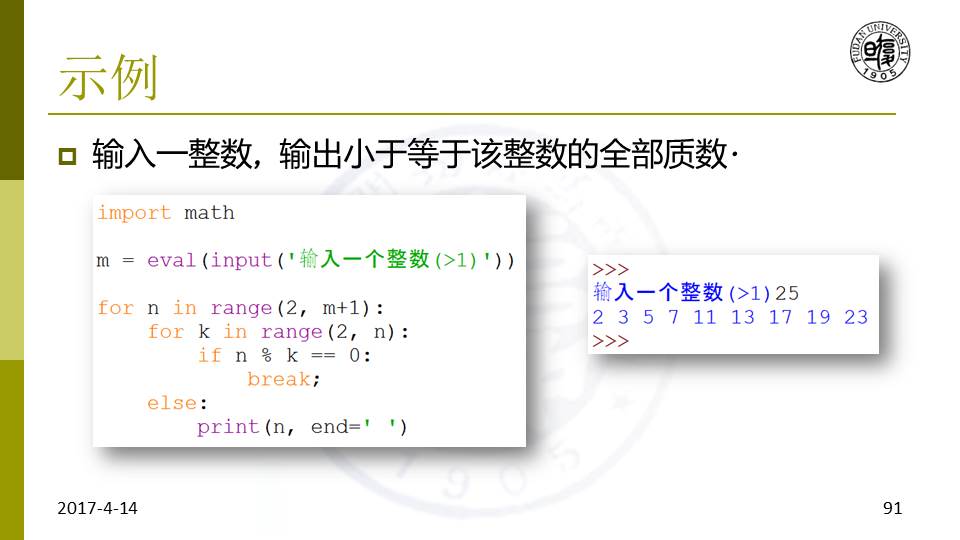 示例
FUDAN UNIVERSITY
1905
输入一整数，输出小于等于该整数的全部质数·
import math
m = eval(input('输入一个整数(>1)'))
for n in range(2, m+1):
    for k in range(2, n):
        if n % k == 0:
            break;
    else:
        print(n, end=' ')
>>>
输入一个整数(>1)25
2 3 5 7 11 13 17 19 23
>>>
1905
2017-4-14
91